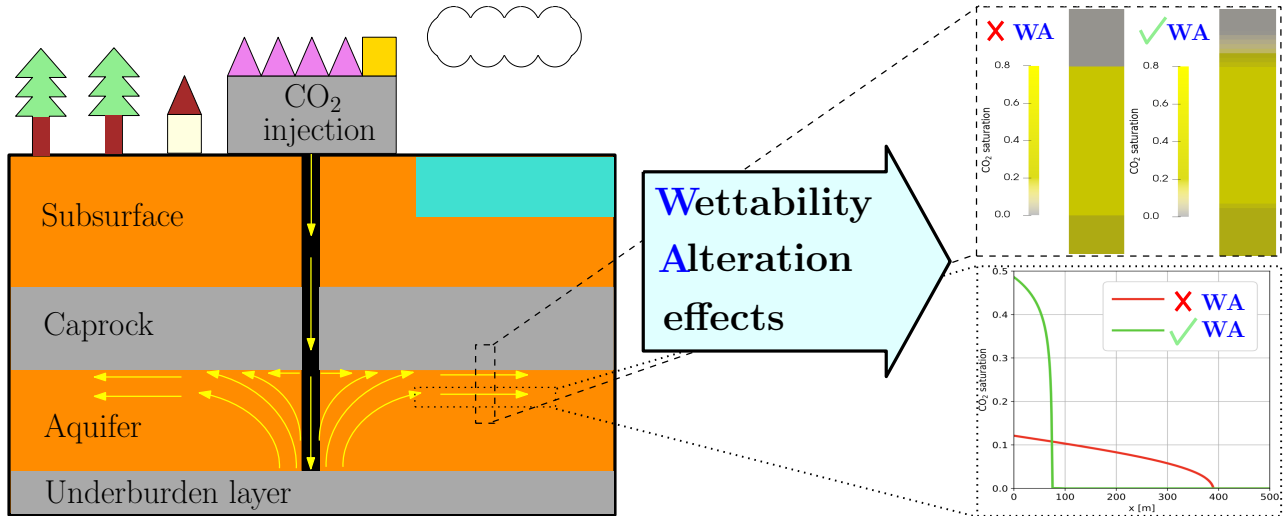 CO₂
injection
Subsurface
Caprock
Aquifer
Underburden layer
Wettability
Alteration
effects
WA
WA
0.8
0.6
0.4
0.2
0.0
CO₂ saturation
0.8
0.6
0.4
0.2
0.0
CO₂ saturation
0.5
0.4
0.3
0.2
0.1
0.0
CO₂ saturation
0
100
200
300
400
500
x [m]
WA
WA